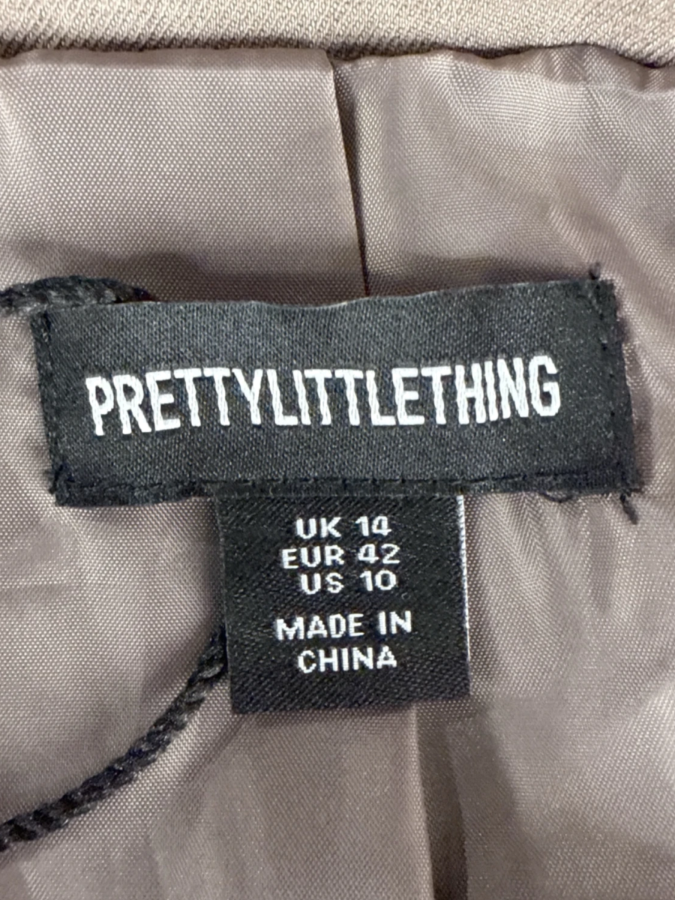 PRETTYLITTLETHING
UK 14
EUR 42
US 10
MADE IN
CHINA